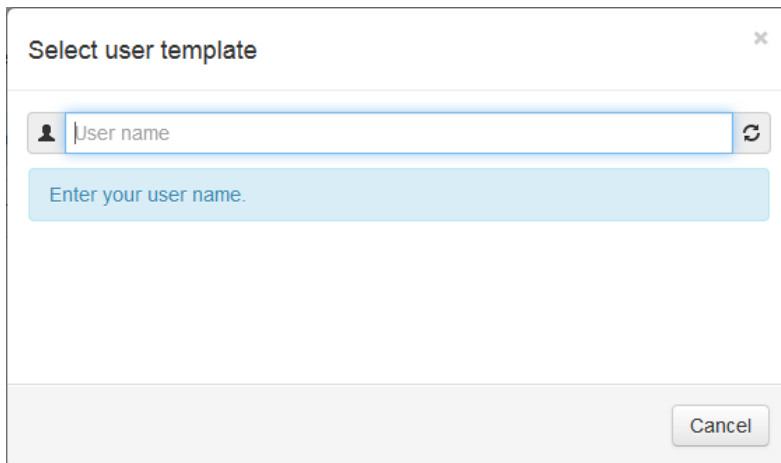 Select user template
User name
Enter your user name.
Cancel